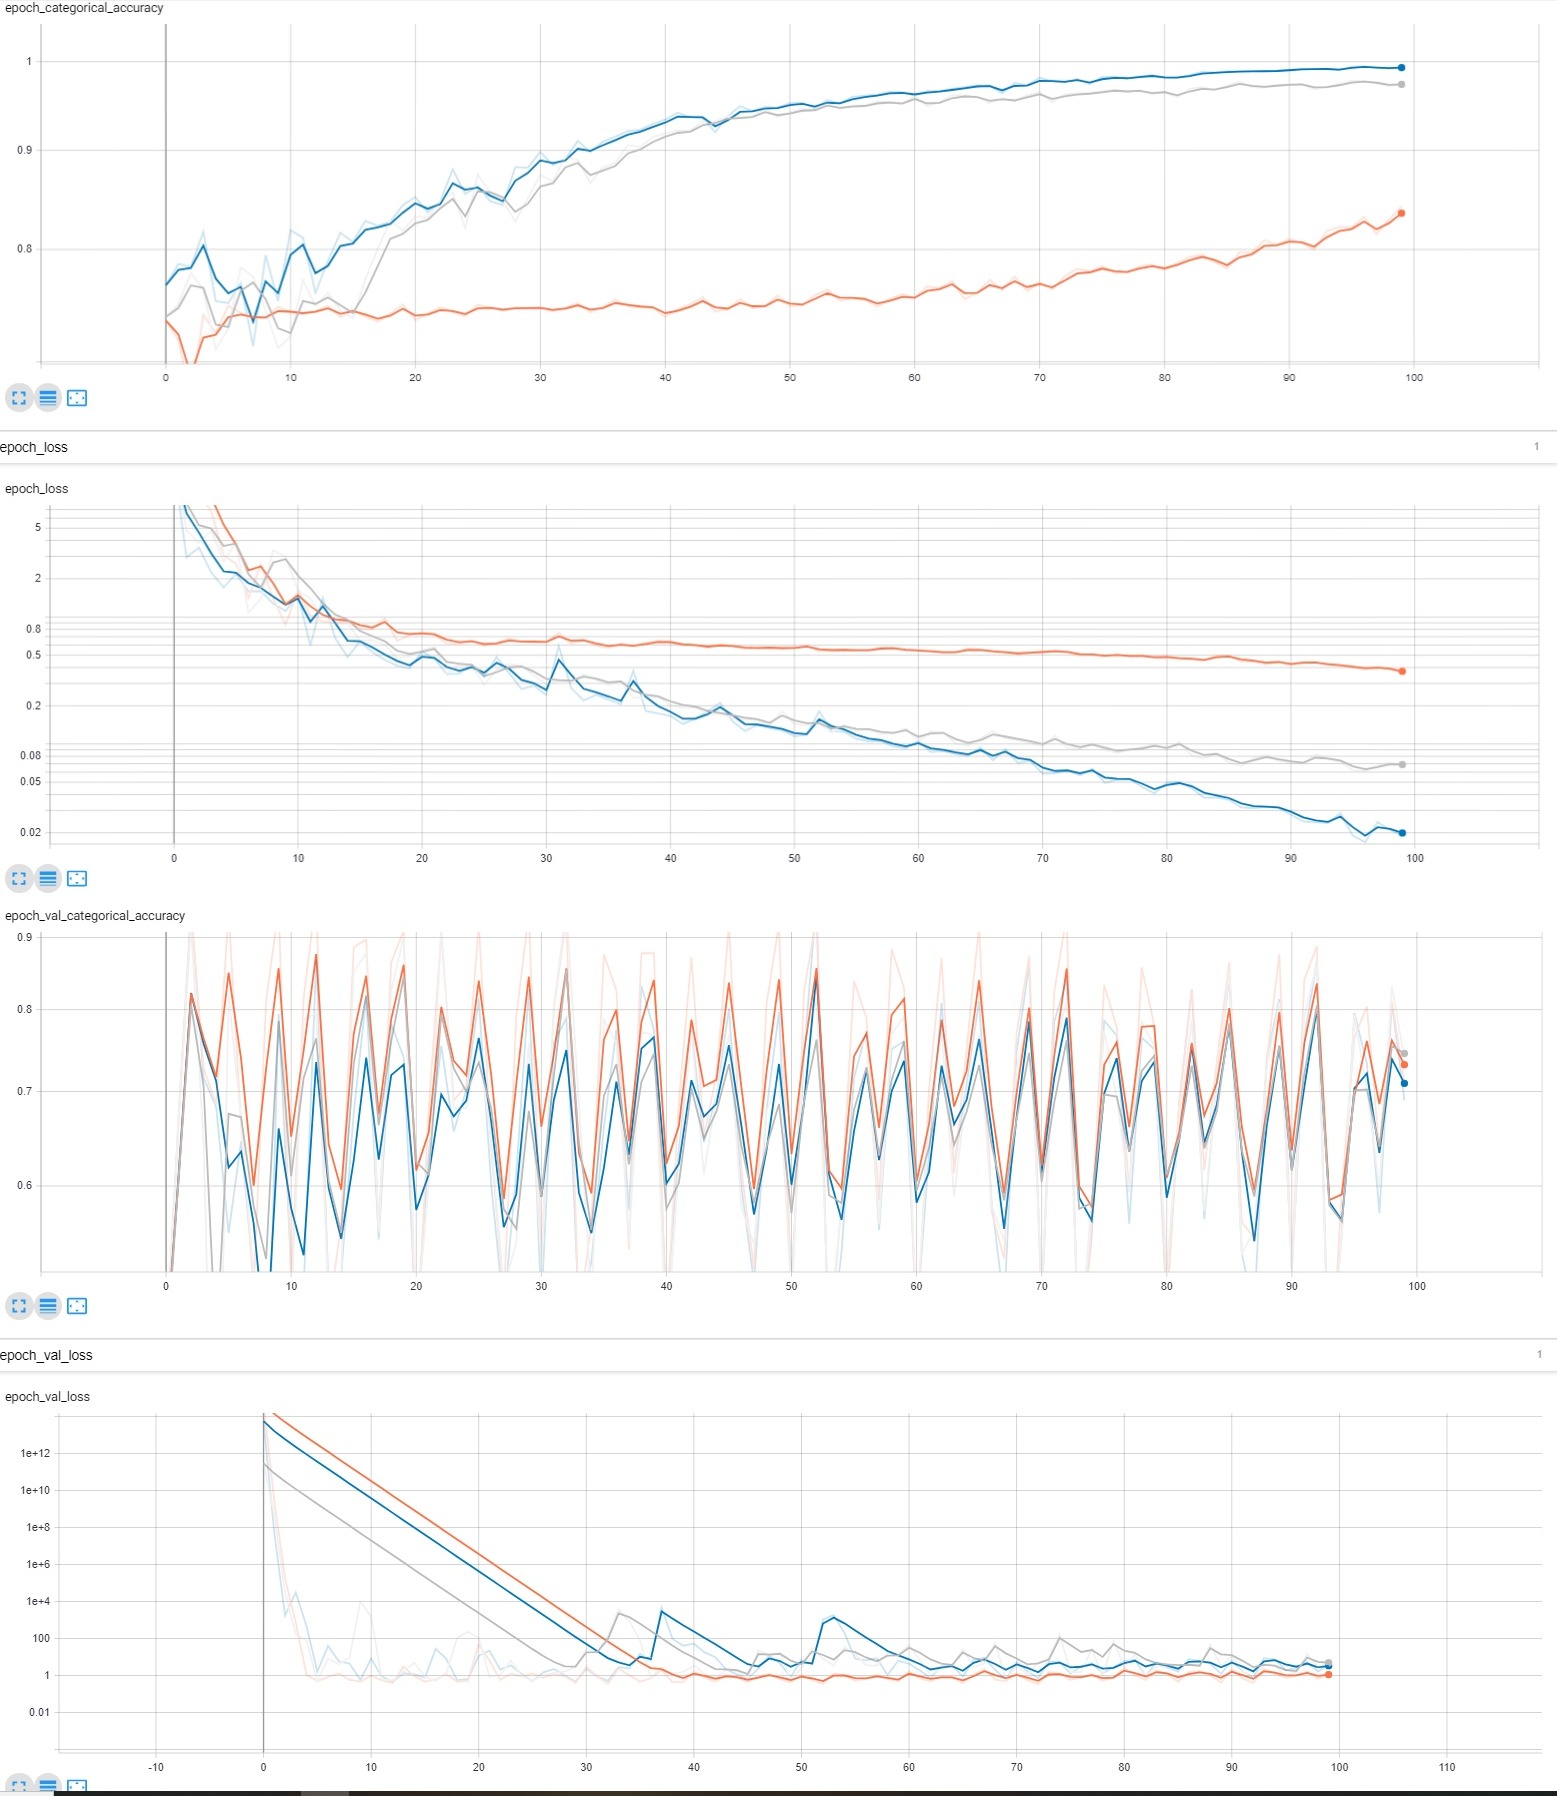 epoch_categorical_accuracy
1
0.9
0.8
0 10 20 30 40 50 60 70 80 90 100
epoch_loss 1
epoch_loss
5
2
0.8
0.5
0.2
0.08
0.05
0.02
0 10 20 30 40 50 60 70 80 90 100
epoch_val_categorical_accuracy
0.9
0.8
0.7
0.6
0 10 20 30 40 50 60 70 80 90 100
epoch_val_loss 1
epoch_val_loss
1e+12
1e+10
1e+8
1e+6
1e+4
100
1
0.01
-10 0 10 20 30 40 50 60 70 80 90 100 110